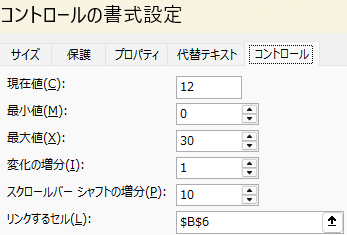 コントロールの書式設定
サイズ 保護 プロパティ 代替テキスト コントロール
現在値(C): 12
最小値(M): 0
最大値(X): 30
変化の増分(I): 1
スクロールバー シャフトの増分(P): 10
リンクするセル(L): $B$6